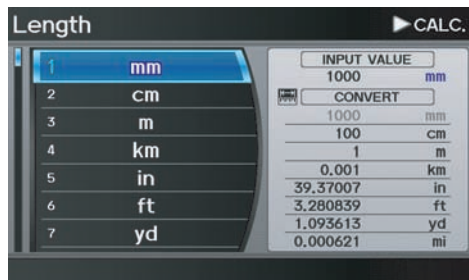 Length
CALC.
1 mm
2 cm
3 m
4 km
5 in
6 ft
7 yd
INPUT VALUE
1000 mm
CONVERT
1000 mm
100 cm
1 m
0.001 km
39.37007 in
3.280839 ft
1.093613 yd
0.000621 mi